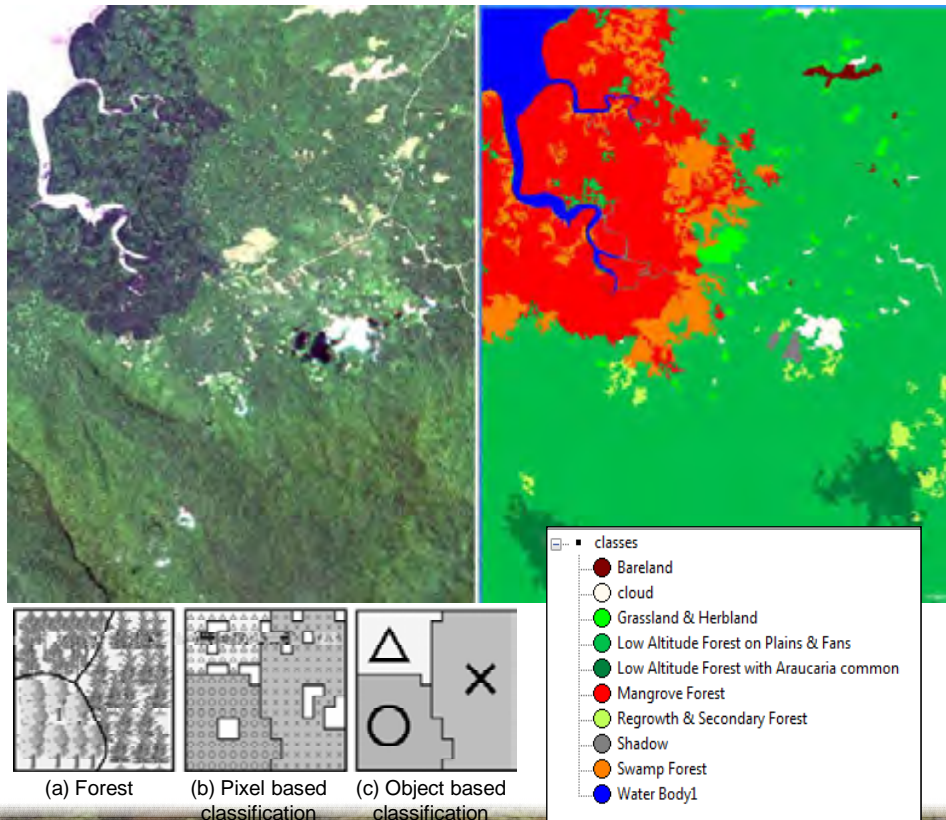 classes
Bareland
cloud
Grassland & Herbland
Low Altitude Forest on Plains & Fans
Low Altitude Forest with Araucaria common
Mangrove Forest
Regrowth & Secondary Forest
Shadow
Swamp Forest
Water Body1
(a) Forest
(b) Pixel based
classification
(c) Object based
classification